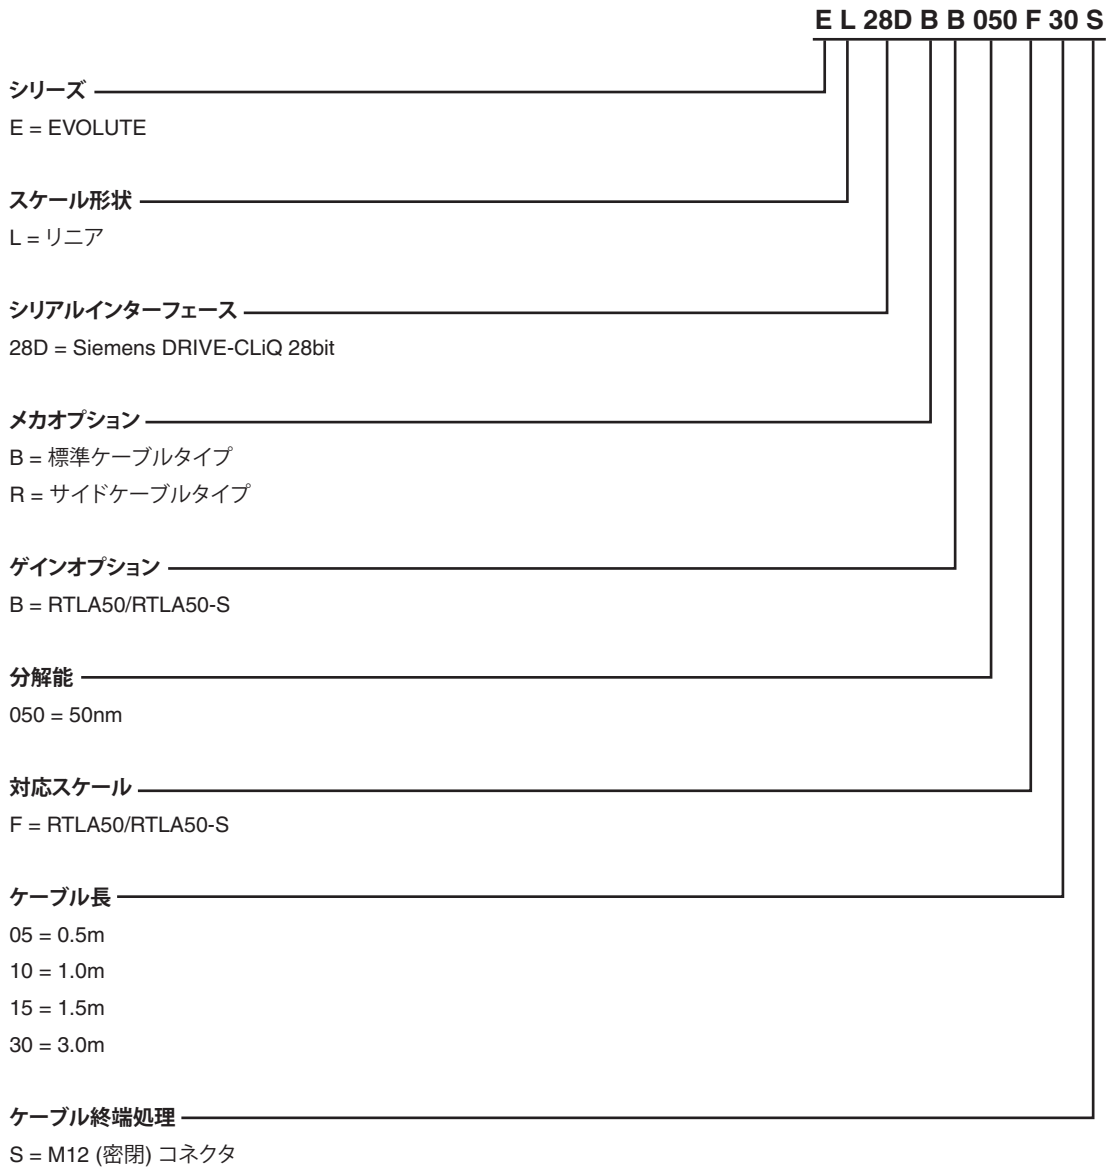 E L 28D B B 050 F 30 S
シリーズ
E = EVOLUTE
スケール形状
L = リニア
シリアルインターフェース
28D = Siemens DRIVE-CLiQ 28bit
メカオプション
B = 標準ケーブルタイプ
R = サイドケーブルタイプ
ゲインオプション
B = RTLA50/RTLA50-S
分解能
050 = 50nm
対応スケール
F = RTLA50/RTLA50-S
ケーブル長
05 = 0.5m
10 = 1.0m
15 = 1.5m
30 = 3.0m
ケーブル終端処理
S = M12 (密閉) コネクタ